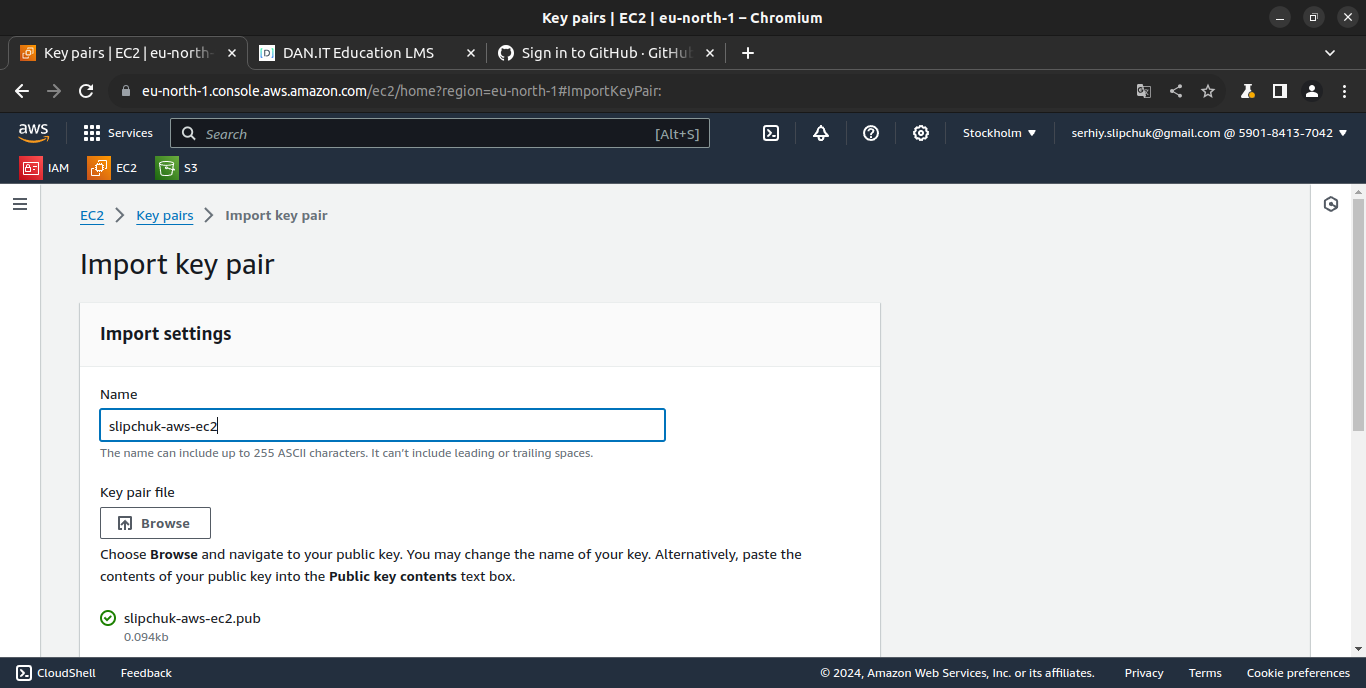 Key pairs | EC2 | eu-north-1 – Chromium
Key pairs | EC2 | eu-north-
DAN.IT Education LMS
Sign in to GitHub · GitHub
eu-north-1.console.aws.amazon.com/ec2/home?region=eu-north-1#ImportKeyPair:
aws
Services
Search
[Alt+S]
Stockholm
serhiy.slipchuk@gmail.com @ 5901-8413-7042
IAM
EC2
S3
EC2
Key pairs
Import key pair
Import key pair
Import settings
Name
slipchuk-aws-ec2
The name can include up to 255 ASCII characters. It can't include leading or trailing spaces.
Key pair file
Browse
Choose Browse and navigate to your public key. You may change the name of your key. Alternatively, paste the
contents of your public key into the Public key contents text box.
slipchuk-aws-ec2.pub
0.094kb
CloudShell
Feedback
© 2024, Amazon Web Services, Inc. or its affiliates.
Privacy
Terms
Cookie preferences